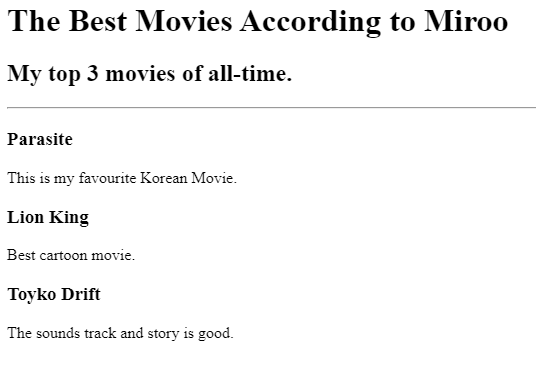 The Best Movies According to Miroo
My top 3 movies of all-time.
Parasite
This is my favourite Korean Movie.
Lion King
Best cartoon movie.
Toyko Drift
The sounds track and story is good.